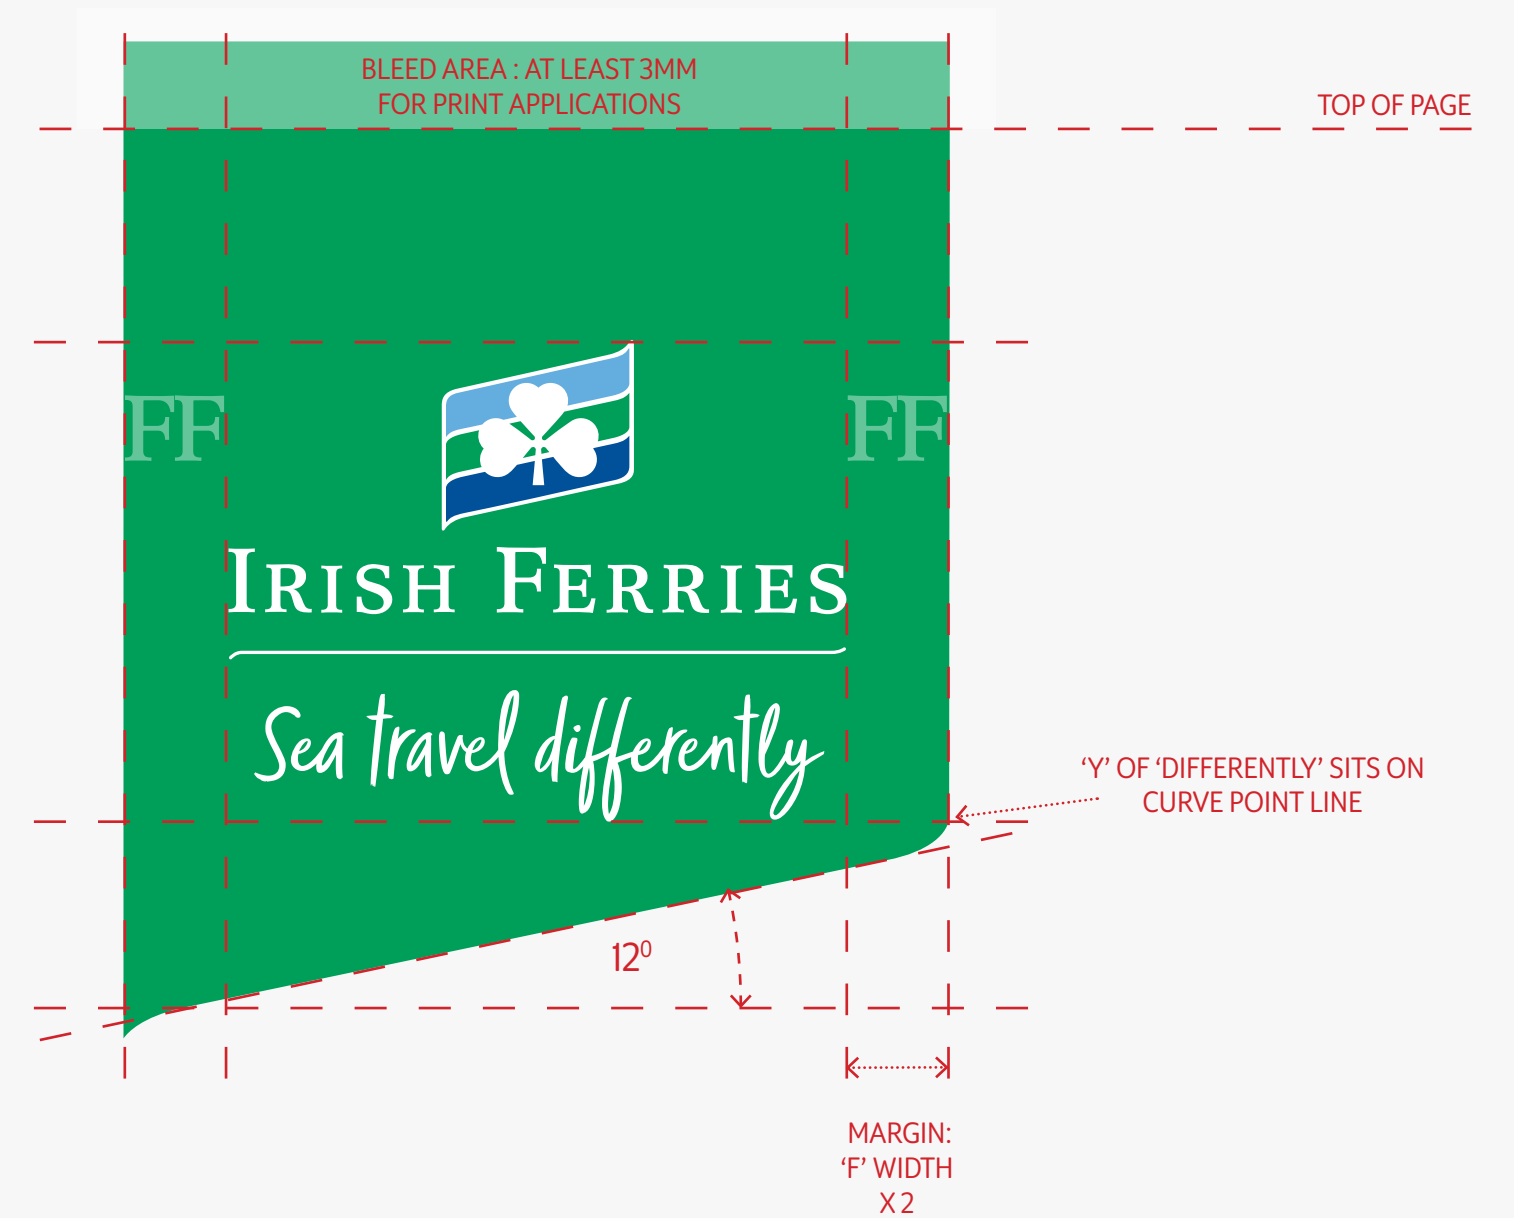 BLEED AREA : AT LEAST 3MM
FOR PRINT APPLICATIONS
TOP OF PAGE
FF
FF
IRISH FERRIES
Sea travel differently
‘Y’ OF ‘DIFFERENTLY’ SITS ON
CURVE POINT LINE
12⁰
MARGIN:
‘F’ WIDTH
X 2